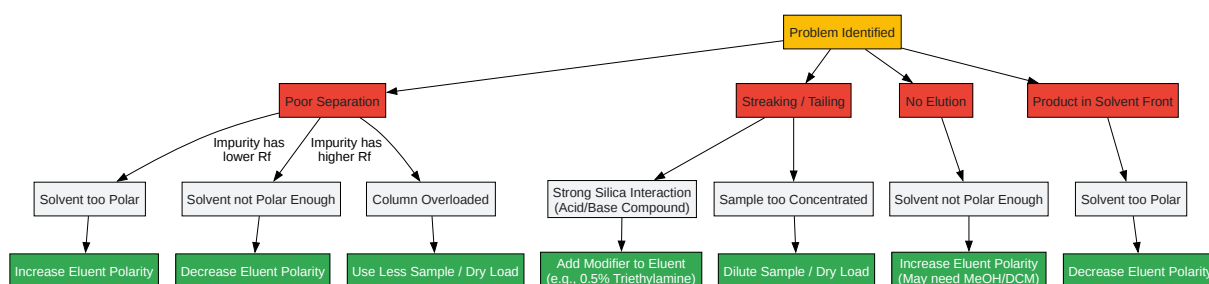 Problem Identified
Poor Separation
Streaking / Tailing
No Elution
Product in Solvent Front
Impurity has
lower Rf
Impurity has
higher Rf
Solvent too Polar
Solvent not Polar Enough
Column Overloaded
Strong Silica Interaction
(Acid/Base Compound)
Sample too Concentrated
Solvent not Polar Enough
Solvent too Polar
Increase Eluent Polarity
Decrease Eluent Polarity
Use Less Sample / Dry Load
Add Modifier to Eluent
(e.g., 0.5% Triethylamine)
Dilute Sample / Dry Load
Increase Eluent Polarity
(May need MeOH/DCM)
Decrease Eluent Polarity